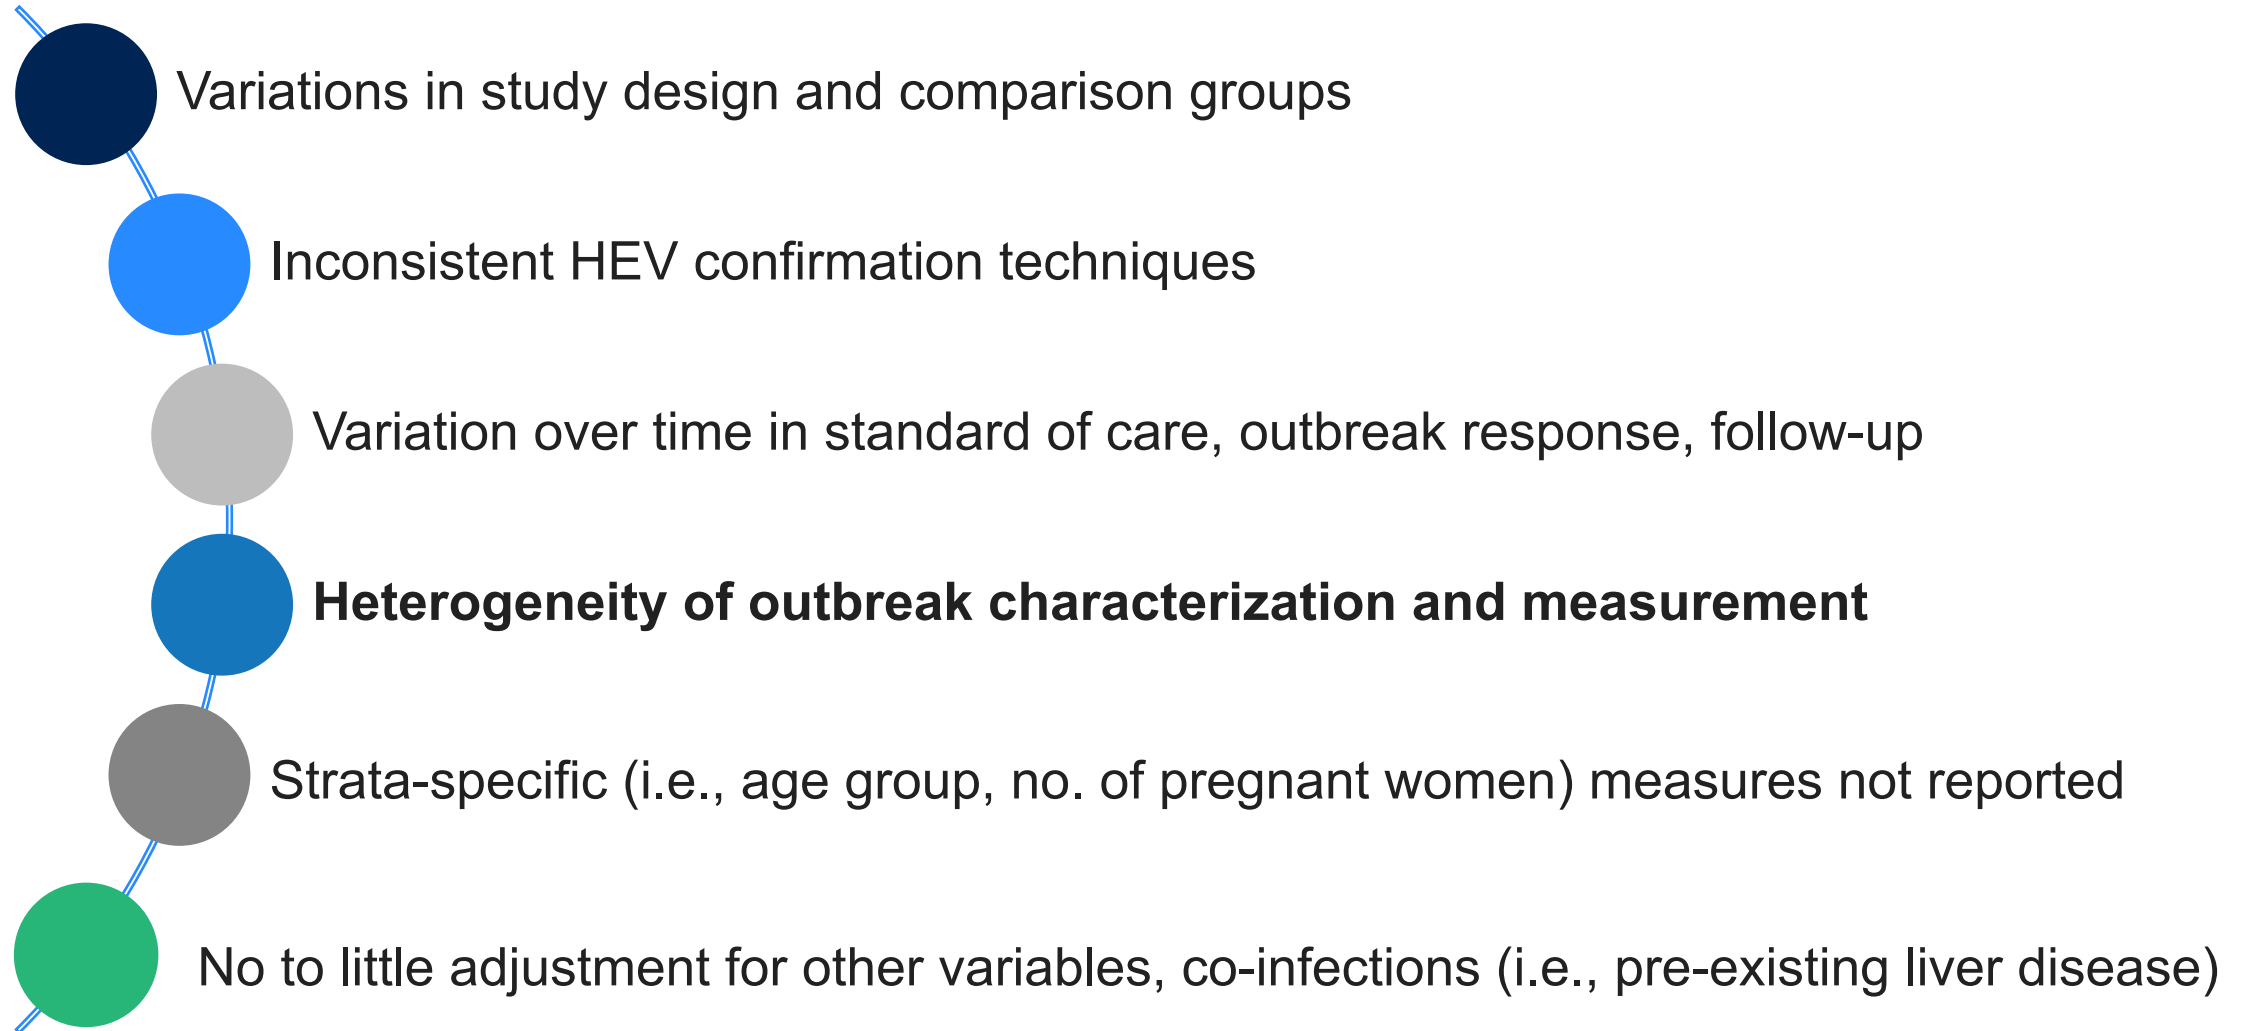 Variations in study design and comparison groups
Inconsistent HEV confirmation techniques
Variation over time in standard of care, outbreak response, follow-up
Heterogeneity of outbreak characterization and measurement
Strata-specific (i.e., age group, no. of pregnant women) measures not reported
No to little adjustment for other variables, co-infections (i.e., pre-existing liver disease)